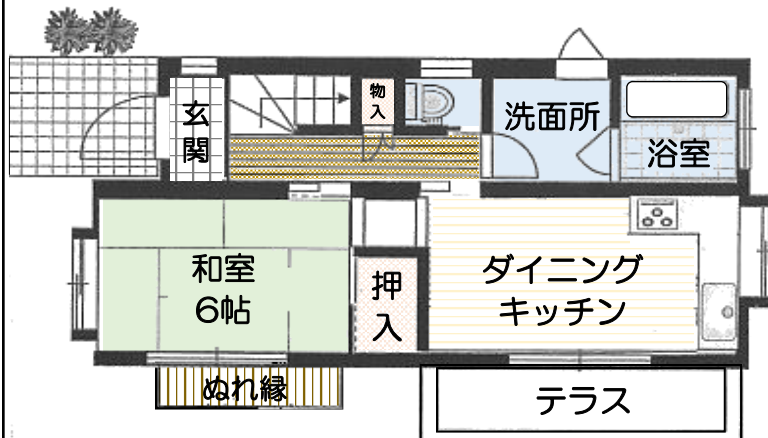 玄
関
物
入
洗面所
浴室
和室
6帖
押
入
ダイニング
キッチン
ぬれ縁
テラス